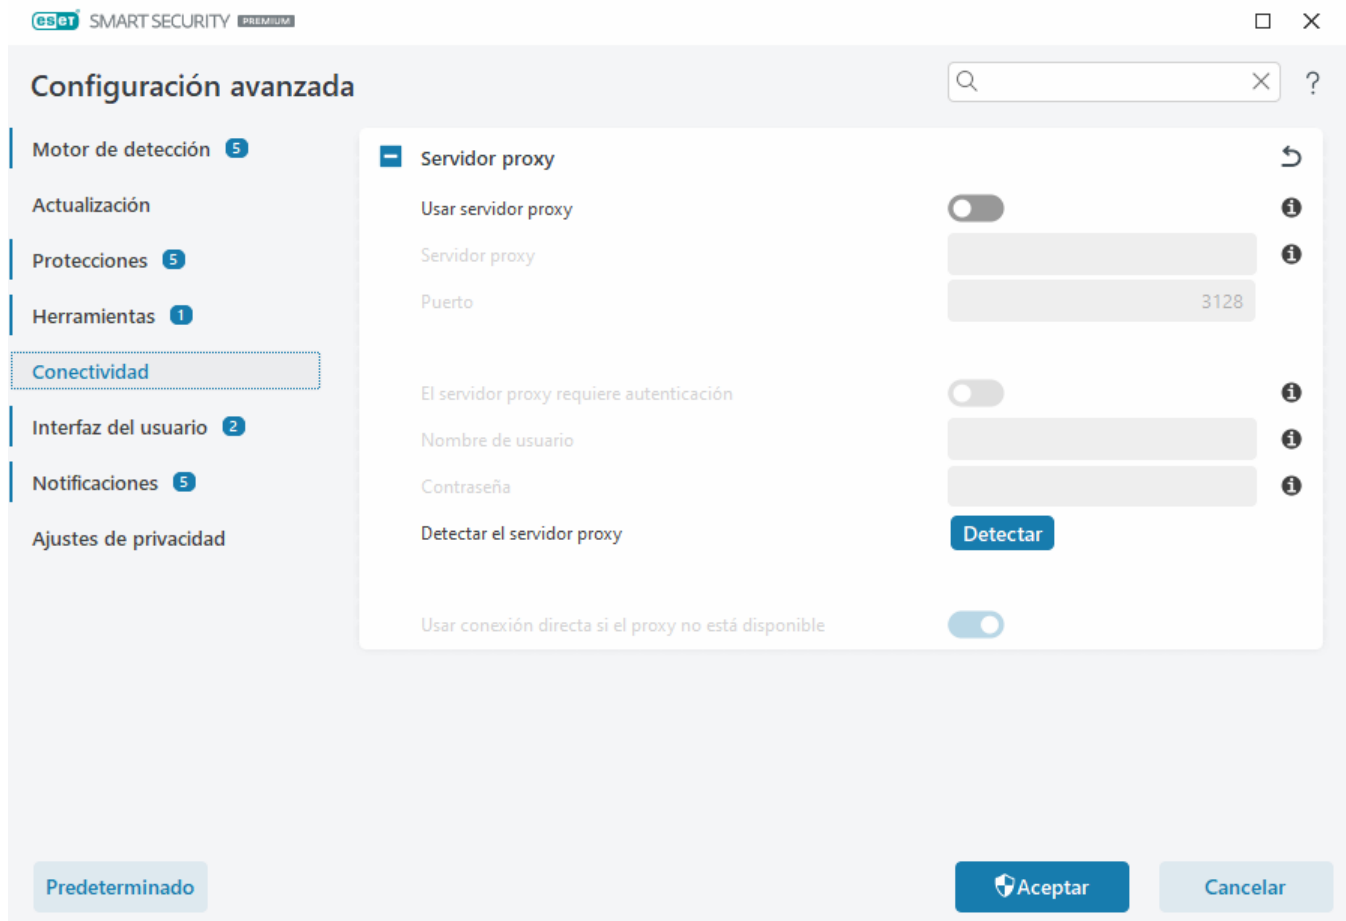 eset SMART SECURITY PREMIUM
Configuración avanzada
?
Motor de detección 5
Actualización
Protecciones 5
Herramientas 1
Conectividad
Interfaz del usuario 2
Notificaciones 5
Ajustes de privacidad
Servidor proxy
Usar servidor proxy
Servidor proxy
Puerto 3128
El servidor proxy requiere autenticación
Nombre de usuario
Contraseña
Detectar el servidor proxy Detectar
Usar conexión directa si el proxy no está disponible
Predeterminado Aceptar Cancelar